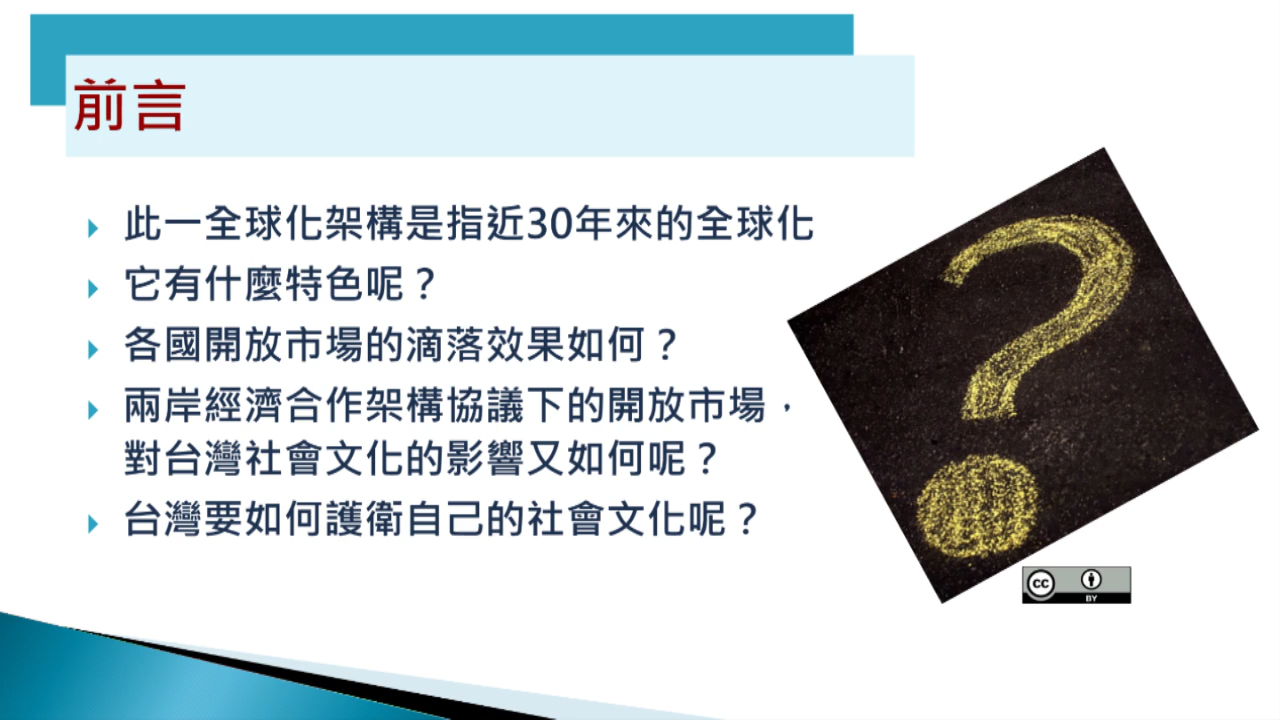 前言
此一全球化架構是指近30年來的全球化
它有什麼特色呢？
各國開放市場的滴落效果如何？
兩岸經濟合作架構協議下的開放市場，
對台灣社會文化的影響又如何呢？
台灣要如何護衛自己的社會文化呢？
cc
BY